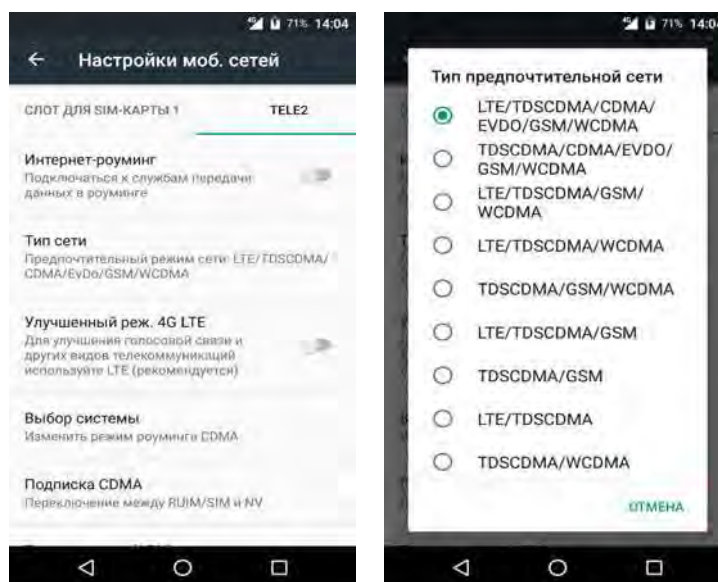 4G 71% 14:04
Настройки моб. сетей
СЛОТ ДЛЯ SIM-КАРТЫ 1 TELE2
Интернет-роуминг
Подключаться к службам передачи
данных в роуминге
Тип сети
Предпочтительный режим сети: LTE/TDSCDMA/
CDMA/EvDo/GSM/WCDMA
Улучшенный реж. 4G LTE
Для улучшения голосовой связи и
других видов телекоммуникаций
используйте LTE (рекомендуется)
Выбор системы
Изменить режим роуминга CDMA
Подписка CDMA
Переключение между RUIM/SIM и NV
4G 71% 14:04
Тип предпочтительной сети
LTE/TDSCDMA/CDMA/
EVDO/GSM/WCDMA
TDSCDMA/CDMA/EVDO/
GSM/WCDMA
LTE/TDSCDMA/GSM/
WCDMA
LTE/TDSCDMA/WCDMA
TDSCDMA/GSM/WCDMA
LTE/TDSCDMA/GSM
TDSCDMA/GSM
LTE/TDSCDMA
TDSCDMA/WCDMA
ОТМЕНА